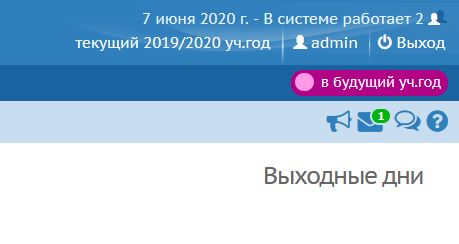 7 июня 2020 г. - В системе работает 2
текущий 2019/2020 уч.год admin Выход
в будущий уч.год
1
Выходные дни